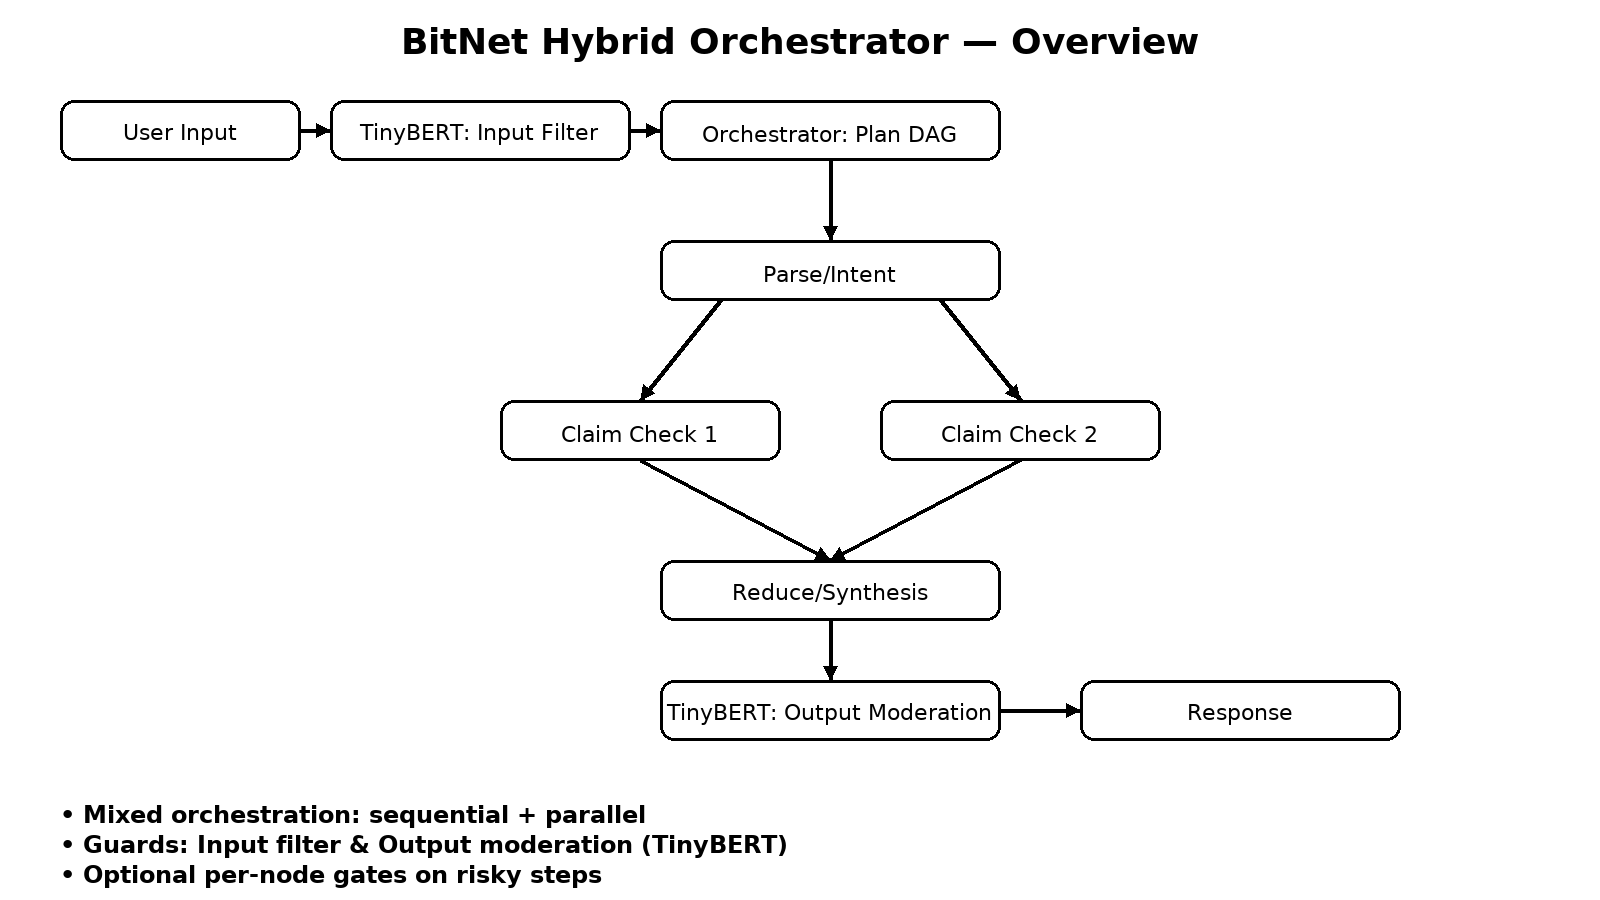 BitNet Hybrid Orchestrator — Overview
User Input
TinyBERT: Input Filter
Orchestrator: Plan DAG
Parse/Intent
Claim Check 1
Claim Check 2
Reduce/Synthesis
TinyBERT: Output Moderation
Response
• Mixed orchestration: sequential + parallel
• Guards: Input filter & Output moderation (TinyBERT)
• Optional per-node gates on risky steps